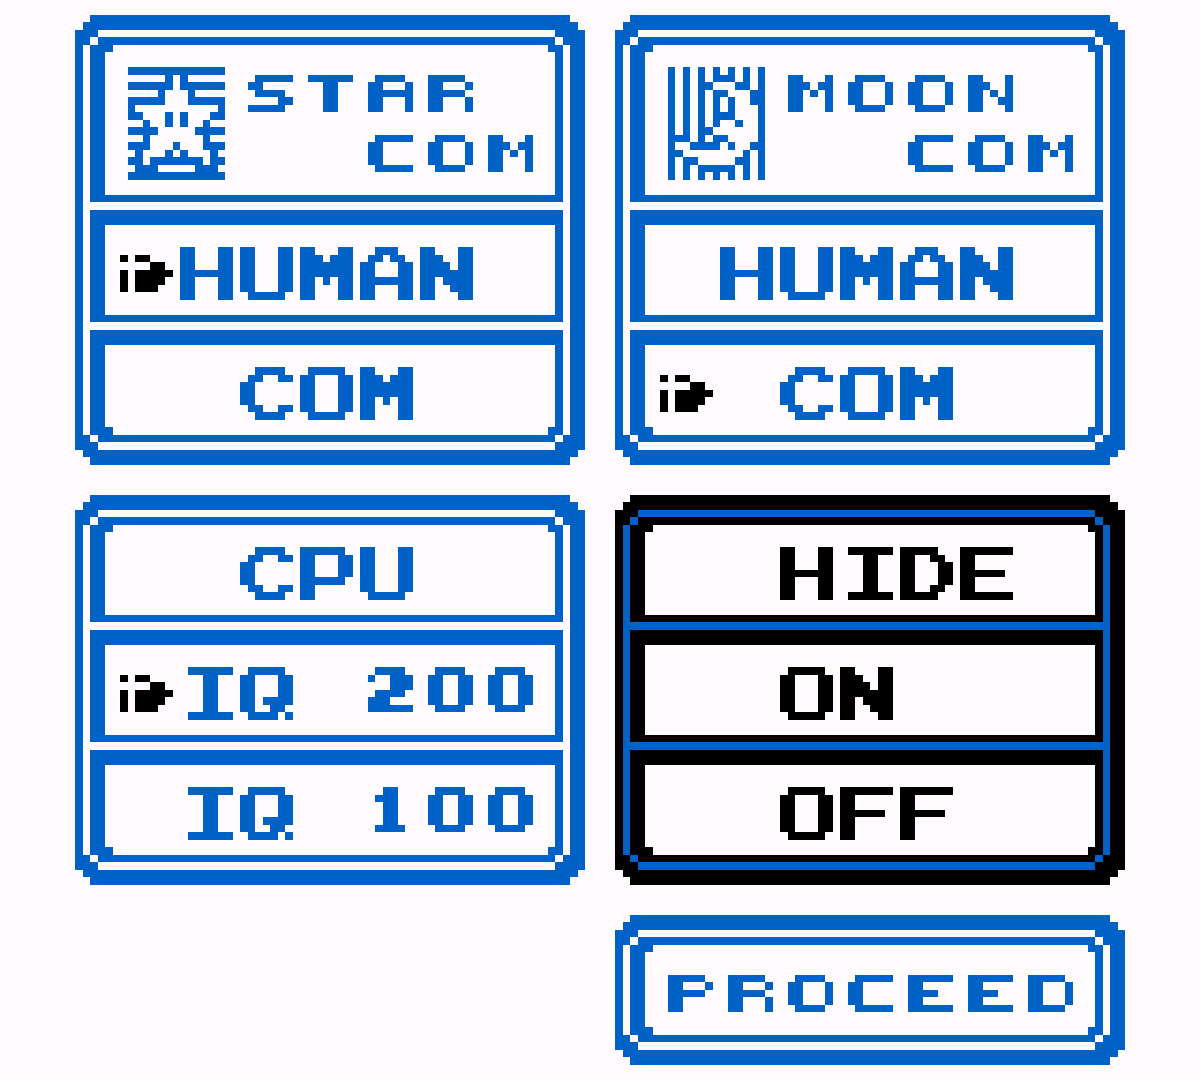 STAR
COM
HUMAN
COM
MOON
COM
HUMAN
COM
CPU
IQ 200
IQ 100
HIDE
ON
OFF
PROCEED